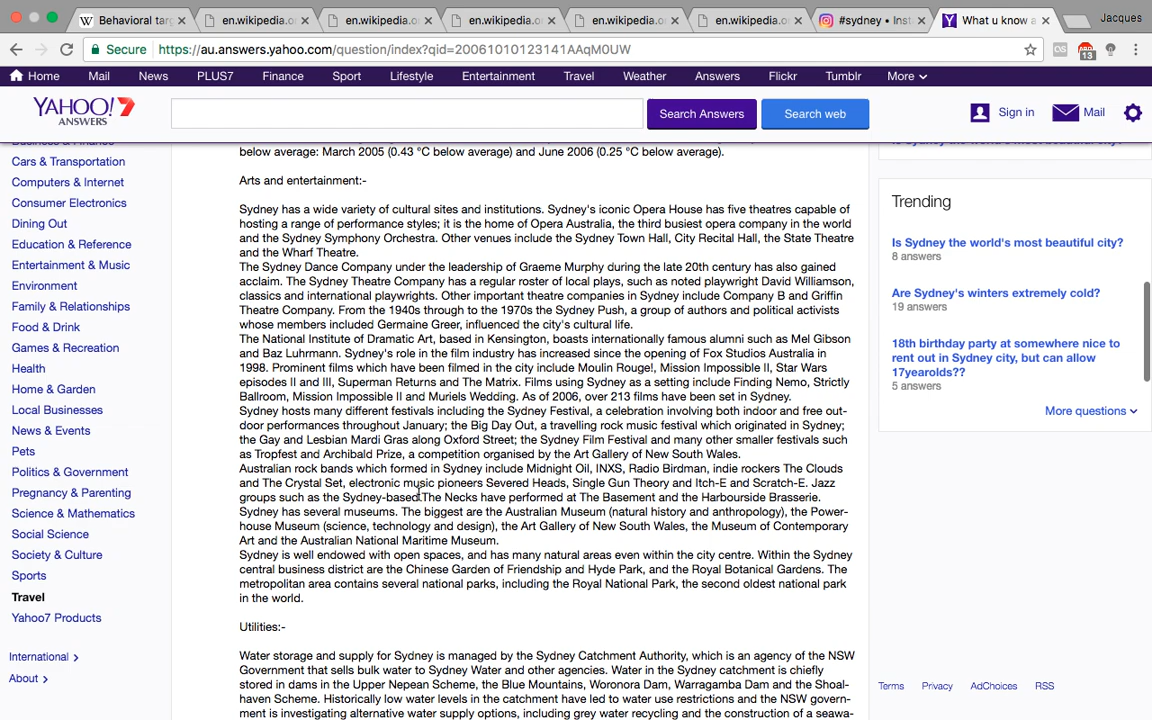 Behavioral targ
en.wikipedia.o
en.wikipedia.o
en.wikipedia.o
en.wikipedia.o
en.wikipedia.o
#sydney • Inst
What u know a
Jacques
Secure https://au.answers.yahoo.com/question/index?qid=20061010123141AAqM0UW
OS
13
Home Mail News PLUS7 Finance Sport Lifestyle Entertainment Travel Weather Answers Flickr Tumblr More
YAHOO!7
ANSWERS
Search Answers
Search web
Sign in
Mail
Business & Finance
Cars & Transportation
Computers & Internet
Consumer Electronics
Dining Out
Education & Reference
Entertainment & Music
Environment
Family & Relationships
Food & Drink
Games & Recreation
Health
Home & Garden
Local Businesses
News & Events
Pets
Politics & Government
Pregnancy & Parenting
Science & Mathematics
Social Science
Society & Culture
Sports
Travel
Yahoo7 Products
International
About
below average: March 2005 (0.43 °C below average) and June 2006 (0.25 °C below average).
Arts and entertainment:-
Sydney has a wide variety of cultural sites and institutions. Sydney's iconic Opera House has five theatres capable of
hosting a range of performance styles; it is the home of Opera Australia, the third busiest opera company in the world
and the Sydney Symphony Orchestra. Other venues include the Sydney Town Hall, City Recital Hall, the State Theatre
and the Wharf Theatre.
The Sydney Dance Company under the leadership of Graeme Murphy during the late 20th century has also gained
acclaim. The Sydney Theatre Company has a regular roster of local plays, such as noted playwright David Williamson,
classics and international playwrights. Other important theatre companies in Sydney include Company B and Griffin
Theatre Company. From the 1940s through to the 1970s the Sydney Push, a group of authors and political activists
whose members included Germaine Greer, influenced the city's cultural life.
The National Institute of Dramatic Art, based in Kensington, boasts internationally famous alumni such as Mel Gibson
and Baz Luhrmann. Sydney's role in the film industry has increased since the opening of Fox Studios Australia in
1998. Prominent films which have been filmed in the city include Moulin Rouge!, Mission Impossible II, Star Wars
episodes II and III, Superman Returns and The Matrix. Films using Sydney as a setting include Finding Nemo, Strictly
Ballroom, Mission Impossible II and Muriels Wedding. As of 2006, over 213 films have been set in Sydney.
Sydney hosts many different festivals including the Sydney Festival, a celebration involving both indoor and free out-
door performances throughout January; the Big Day Out, a travelling rock music festival which originated in Sydney;
the Gay and Lesbian Mardi Gras along Oxford Street; the Sydney Film Festival and many other smaller festivals such
as Tropfest and Archibald Prize, a competition organised by the Art Gallery of New South Wales.
Australian rock bands which formed in Sydney include Midnight Oil, INXS, Radio Birdman, indie rockers The Clouds
and The Crystal Set, electronic music pioneers Severed Heads, Single Gun Theory and Itch-E and Scratch-E. Jazz
groups such as the Sydney-based The Necks have performed at The Basement and the Harbourside Brasserie.
Sydney has several museums. The biggest are the Australian Museum (natural history and anthropology), the Power-
house Museum (science, technology and design), the Art Gallery of New South Wales, the Museum of Contemporary
Art and the Australian National Maritime Museum.
Sydney is well endowed with open spaces, and has many natural areas even within the city centre. Within the Sydney
central business district are the Chinese Garden of Friendship and Hyde Park, and the Royal Botanical Gardens. The
metropolitan area contains several national parks, including the Royal National Park, the second oldest national park
in the world.
Utilities:-
Water storage and supply for Sydney is managed by the Sydney Catchment Authority, which is an agency of the NSW
Government that sells bulk water to Sydney Water and other agencies. Water in the Sydney catchment is chiefly
stored in dams in the Upper Nepean Scheme, the Blue Mountains, Woronora Dam, Warragamba Dam and the Shoal-
haven Scheme. Historically low water levels in the catchment have led to water use restrictions and the NSW govern-
ment is investigating alternative water supply options, including grey water recycling and the construction of a seawa-
Is Sydney the world's most beautiful city?
Trending
Is Sydney the world's most beautiful city?
8 answers
Are Sydney's winters extremely cold?
19 answers
18th birthday party at somewhere nice to
rent out in Sydney city, but can allow
17yearolds??
5 answers
More questions
Terms Privacy AdChoices RSS